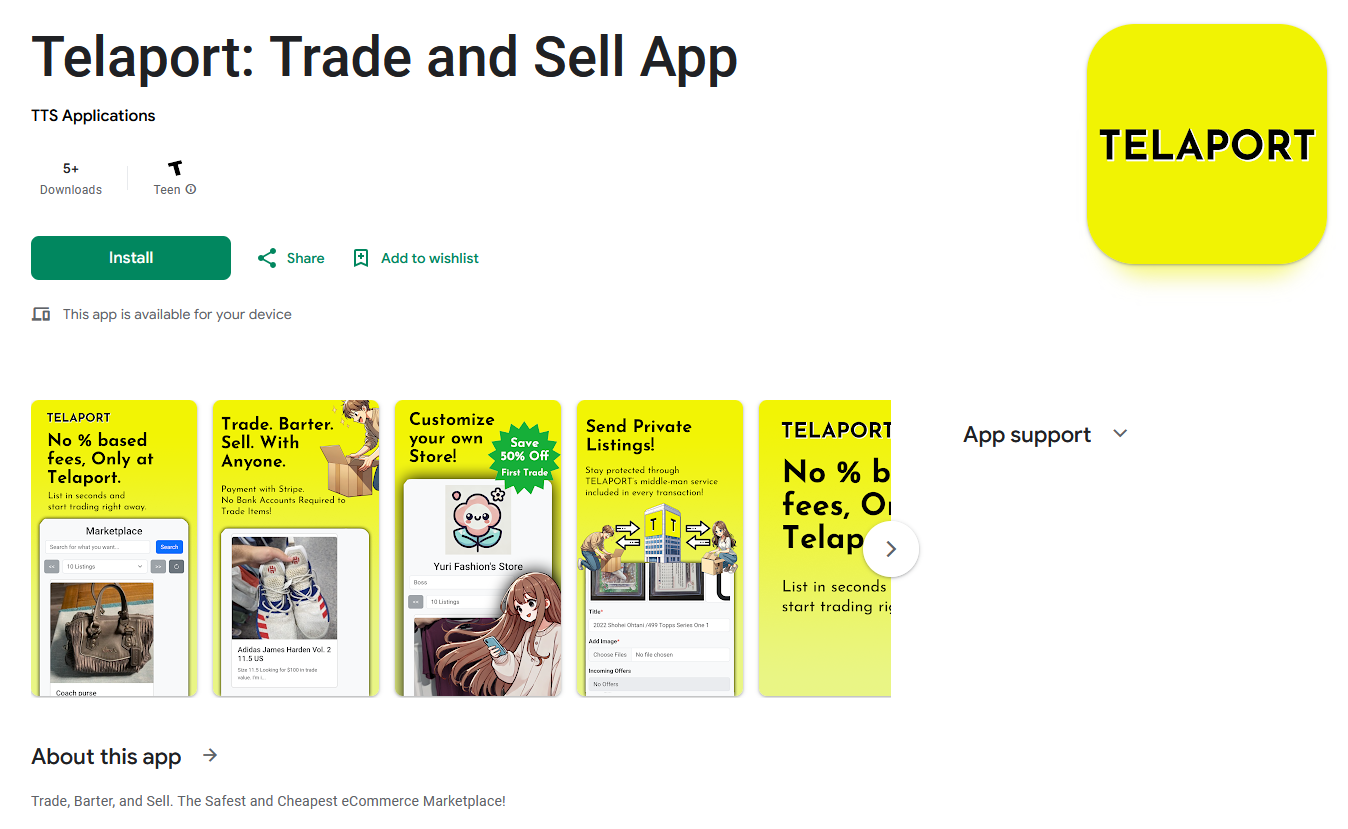 Telaport: Trade and Sell App
TTS Applications
5+
Downloads
T
Teen
Install
Share
Add to wishlist
This app is available for your device
TELAPORT
TELAPORT
No % based
fees, Only at
Telaport.
List in seconds and
start trading right away.
Marketplace
Search for what you want...
Search
<<
10 Listings
>>
Coach purse
Trade. Barter.
Sell. With
Anyone.
Payment with Stripe.
No Bank Accounts Required to
Trade Items!
Adidas James Harden Vol. 2
11.5 US
Size 11.5 Looking for $100 in trade
value. I'm i...
Customize
your own
Store!
Save
50% Off
First Trade
Yuri Fashion's Store
Boss
<<
10 Listings
Send Private
Listings!
Stay protected through
TELAPORT's middle-man service
included in every transaction!
T T
Title*
2022 Shohei Ohtani /499 Topps Series One 1
Add Image*
Choose Files No file chosen
Incoming Offers
No Offers
TELAPORT
No % b
fees, O
Telap
List in seconds
start trading ri
App support
About this app
Trade, Barter, and Sell. The Safest and Cheapest eCommerce Marketplace!